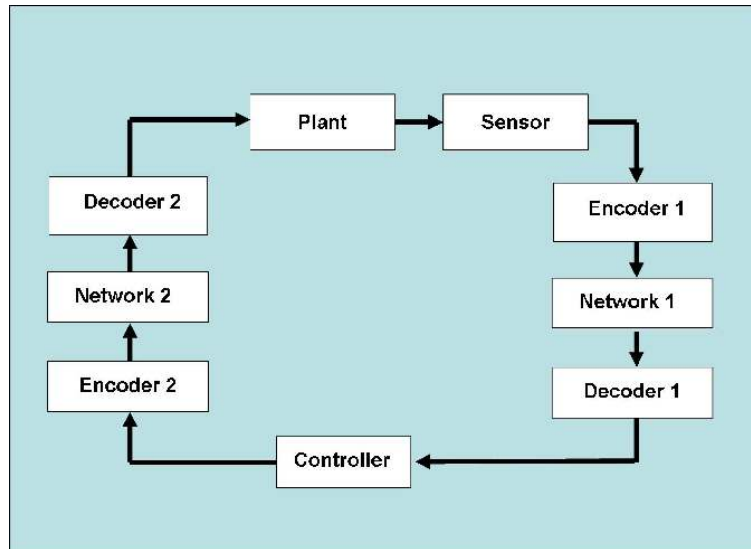 Plant
Sensor
Decoder 2
Encoder 1
Network 2
Network 1
Encoder 2
Decoder 1
Controller